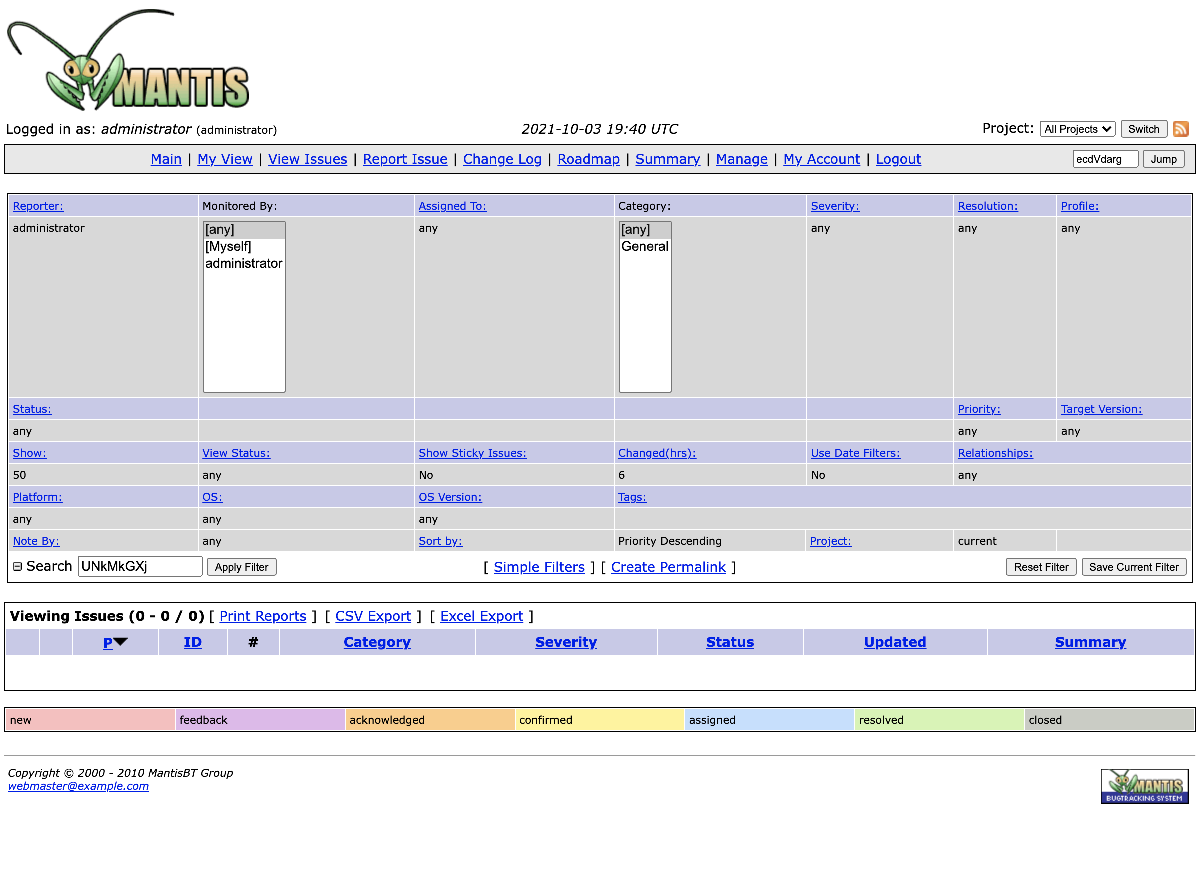 MANTIS
Logged in as: administrator (administrator)
2021-10-03 19:40 UTC
Project: All Projects Switch
Main | My View | View Issues | Report Issue | Change Log | Roadmap | Summary | Manage | My Account | Logout
ecdVdarg Jump
Reporter: Monitored By: Assigned To: Category: Severity: Resolution: Profile:
administrator [any] any [any] any any any
[Myself] General
administrator
Status: Priority: Target Version:
any any any
Show: View Status: Show Sticky Issues: Changed(hrs): Use Date Filters: Relationships:
50 any No 6 No any
Platform: OS: OS Version: Tags:
any any any
Note By: any Sort by: Priority Descending Project: current
Search UNkMkGXj Apply Filter [ Simple Filters ] [ Create Permalink ] Reset Filter Save Current Filter
Viewing Issues (0 - 0 / 0) [ Print Reports ] [ CSV Export ] [ Excel Export ]
P ID # Category Severity Status Updated Summary
new feedback acknowledged confirmed assigned resolved closed
Copyright © 2000 - 2010 MantisBT Group
webmaster@example.com
MANTIS
BUGTRACKING SYSTEM